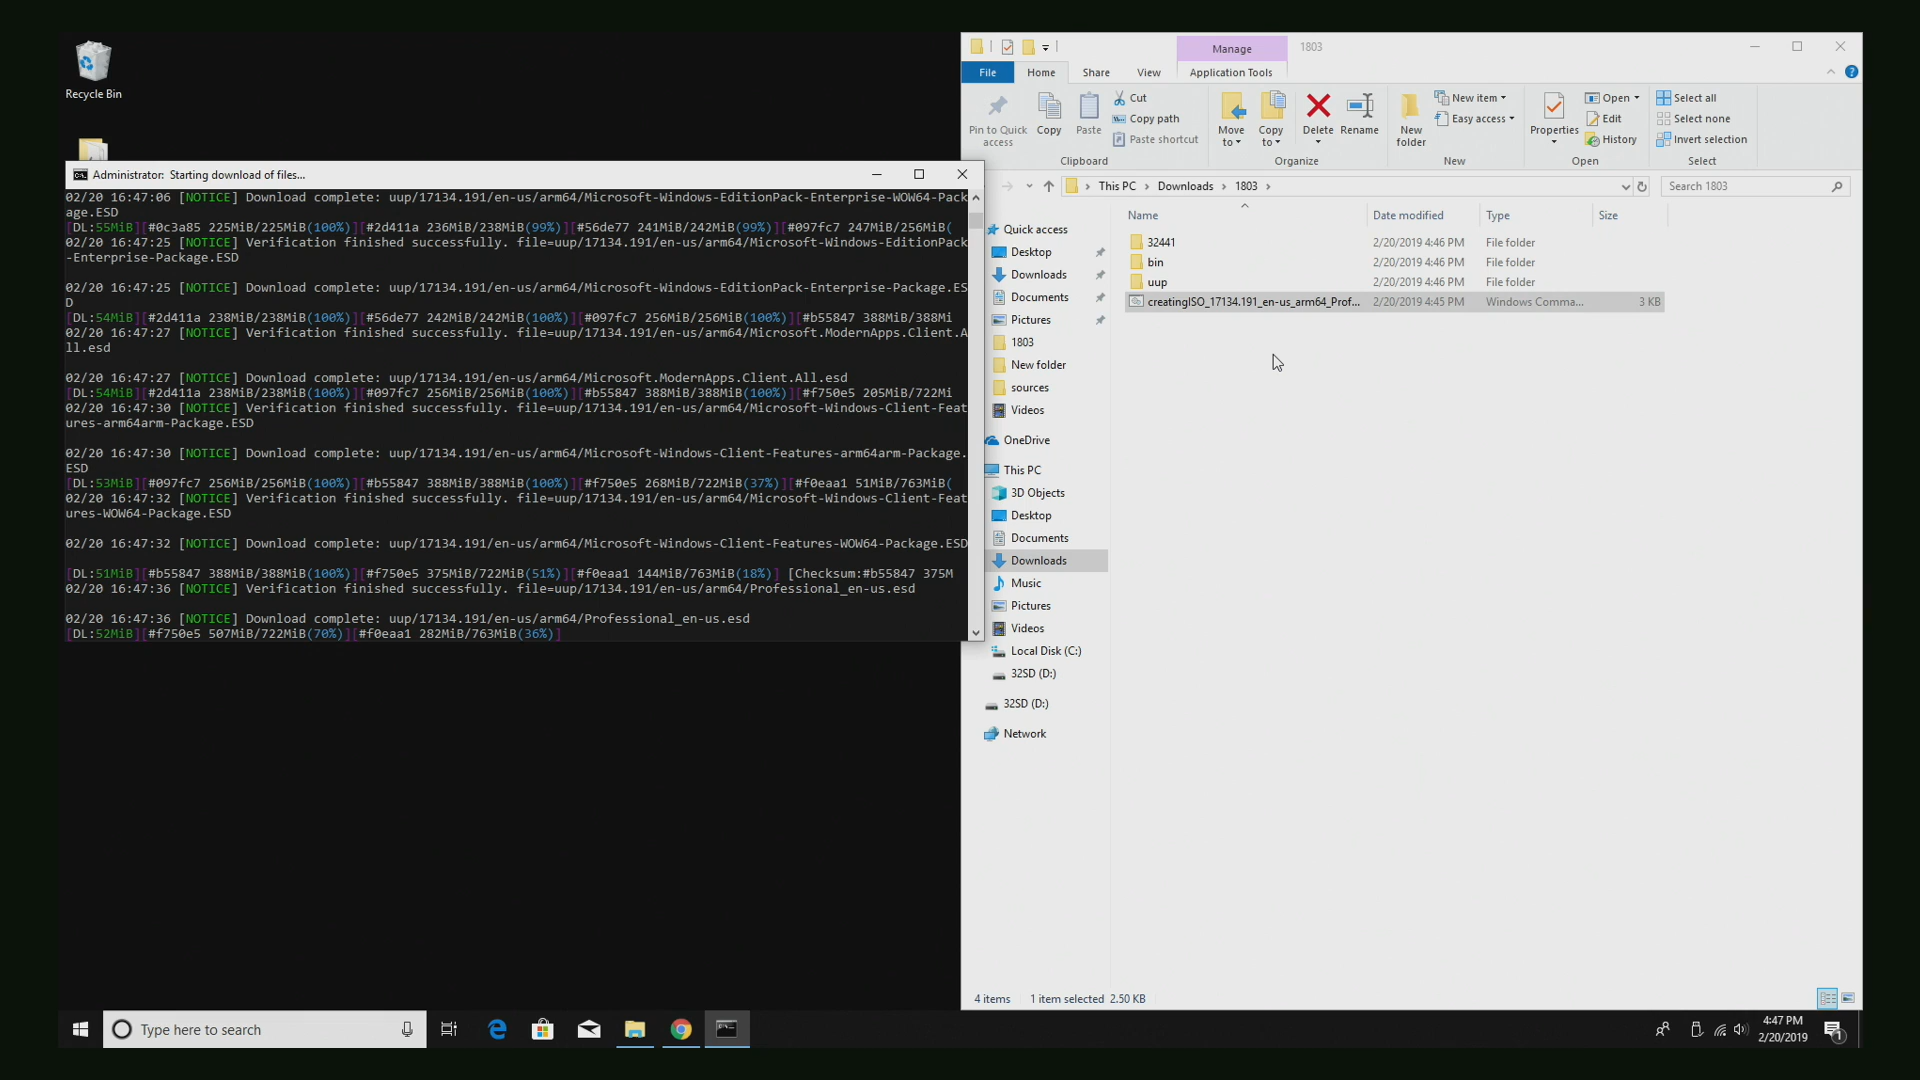 Recycle Bin
Administrator:  Starting download of files...
02/20 16:47:06 [NOTICE] Download complete: uup/17134.191/en-us/arm64/Microsoft-Windows-EditionPack-Enterprise-WOW64-Pack
age.ESD
[DL:55MiB][#0c3a85 225MiB/225MiB(100%)][#2d411a 236MiB/238MiB(99%)][#56de77 241MiB/242MiB(99%)][#097fc7 247MiB/256MiB(
02/20 16:47:25 [NOTICE] Verification finished successfully. file=uup/17134.191/en-us/arm64/Microsoft-Windows-EditionPack
-Enterprise-Package.ESD
02/20 16:47:25 [NOTICE] Download complete: uup/17134.191/en-us/arm64/Microsoft-Windows-EditionPack-Enterprise-Package.ES
D
[DL:54MiB][#2d411a 238MiB/238MiB(100%)][#56de77 242MiB/242MiB(100%)][#097fc7 256MiB/256MiB(100%)][#b55847 388MiB/388Mi
02/20 16:47:27 [NOTICE] Verification finished successfully. file=uup/17134.191/en-us/arm64/Microsoft.ModernApps.Client.A
ll.esd
02/20 16:47:27 [NOTICE] Download complete: uup/17134.191/en-us/arm64/Microsoft.ModernApps.Client.All.esd
[DL:54MiB][#2d411a 238MiB/238MiB(100%)][#097fc7 256MiB/256MiB(100%)][#b55847 388MiB/388MiB(100%)][#f750e5 205MiB/722Mi
02/20 16:47:30 [NOTICE] Verification finished successfully. file=uup/17134.191/en-us/arm64/Microsoft-Windows-Client-Feat
ures-arm64arm-Package.ESD
02/20 16:47:30 [NOTICE] Download complete: uup/17134.191/en-us/arm64/Microsoft-Windows-Client-Features-arm64arm-Package.
ESD
[DL:53MiB][#097fc7 256MiB/256MiB(100%)][#b55847 388MiB/388MiB(100%)][#f750e5 268MiB/722MiB(37%)][#f0eaa1 51MiB/763MiB(
02/20 16:47:32 [NOTICE] Verification finished successfully. file=uup/17134.191/en-us/arm64/Microsoft-Windows-Client-Feat
ures-WOW64-Package.ESD
02/20 16:47:32 [NOTICE] Download complete: uup/17134.191/en-us/arm64/Microsoft-Windows-Client-Features-WOW64-Package.ESD
[DL:51MiB][#b55847 388MiB/388MiB(100%)][#f750e5 375MiB/722MiB(51%)][#f0eaa1 144MiB/763MiB(18%)] [Checksum:#b55847 375M
02/20 16:47:36 [NOTICE] Verification finished successfully. file=uup/17134.191/en-us/arm64/Professional_en-us.esd
02/20 16:47:36 [NOTICE] Download complete: uup/17134.191/en-us/arm64/Professional_en-us.esd
[DL:52MiB][#f750e5 507MiB/722MiB(70%)][#f0eaa1 282MiB/763MiB(36%)]
Manage 1803
File Home Share View Application Tools
Pin to Quick access
Copy
Paste
Cut
Copy path
Paste shortcut
Clipboard
Move to
Copy to
Delete
Rename
Organize
New folder
New item
Easy access
New
Properties
Open
Edit
History
Open
Select all
Select none
Invert selection
Select
This PC > Downloads > 1803 >
Search 1803
Name Date modified Type Size
32441 2/20/2019 4:46 PM File folder
bin 2/20/2019 4:46 PM File folder
uup 2/20/2019 4:46 PM File folder
creatingISO_17134.191_en-us_arm64_Prof... 2/20/2019 4:45 PM Windows Comma... 3 KB
Quick access
Desktop
Downloads
Documents
Pictures
1803
New folder
sources
Videos
OneDrive
This PC
3D Objects
Desktop
Documents
Downloads
Music
Pictures
Videos
Local Disk (C:)
32SD (D:)
32SD (D:)
Network
4 items 1 item selected 2.50 KB
Type here to search
4:47 PM
2/20/2019
1